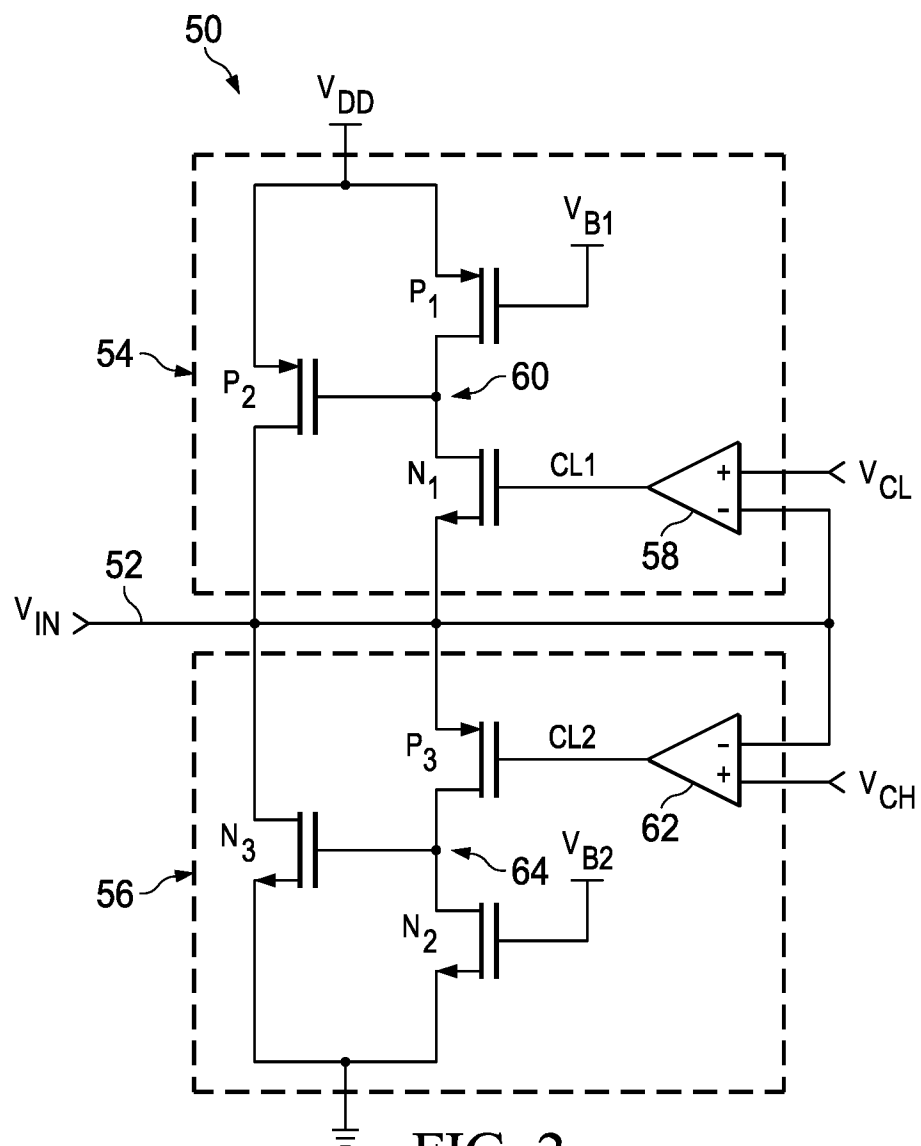 50
V_DD
V_B1
P_1
54
P_2
60
N_1
CL1
+
-
V_CL
58
52
V_IN
P_3
CL2
-
+
V_CH
62
N_3
V_B2
64
56
N_2
FIG. 2